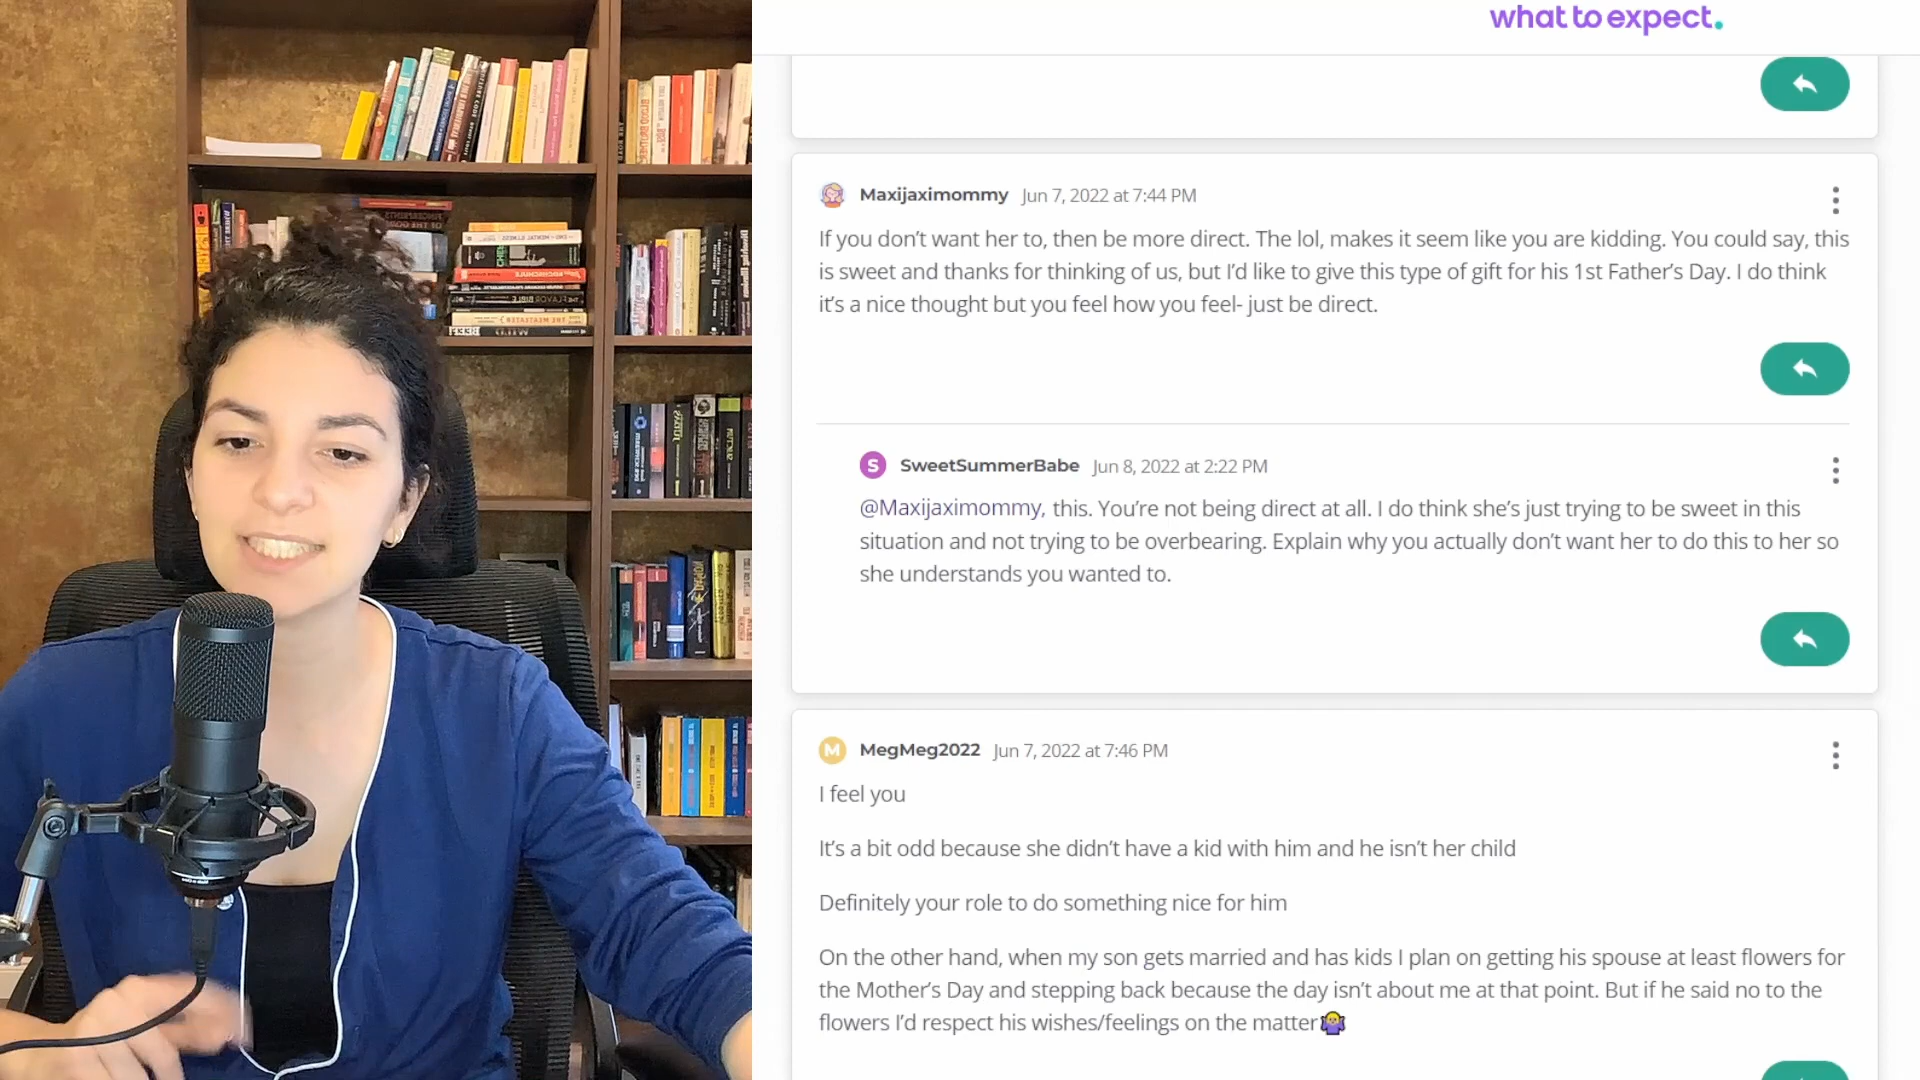 what to expect.
Maxijaximommy Jun 7, 2022 at 7:44 PM
If you don’t want her to, then be more direct. The lol, makes it seem like you are kidding. You could say, this
is sweet and thanks for thinking of us, but I’d like to give this type of gift for his 1st Father’s Day. I do think
it’s a nice thought but you feel how you feel- just be direct.
S SweetSummerBabe Jun 8, 2022 at 2:22 PM
@Maxijaximommy, this. You’re not being direct at all. I do think she’s just trying to be sweet in this
situation and not trying to be overbearing. Explain why you actually don’t want her to do this to her so
she understands you wanted to.
M MegMeg2022 Jun 7, 2022 at 7:46 PM
I feel you
It’s a bit odd because she didn’t have a kid with him and he isn’t her child
Definitely your role to do something nice for him
On the other hand, when my son gets married and has kids I plan on getting his spouse at least flowers for
the Mother’s Day and stepping back because the day isn’t about me at that point. But if he said no to the
flowers I’d respect his wishes/feelings on the matter🤷‍♀️